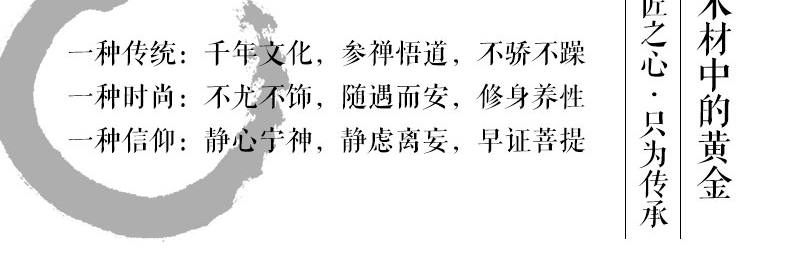 一种传统：千年文化，参禅悟道，不骄不躁
一种时尚：不尤不饰，随遇而安，修身养性
一种信仰：静心宁神，静虑离妄，早证菩提
木材中的黄金
匠之心·只为传承